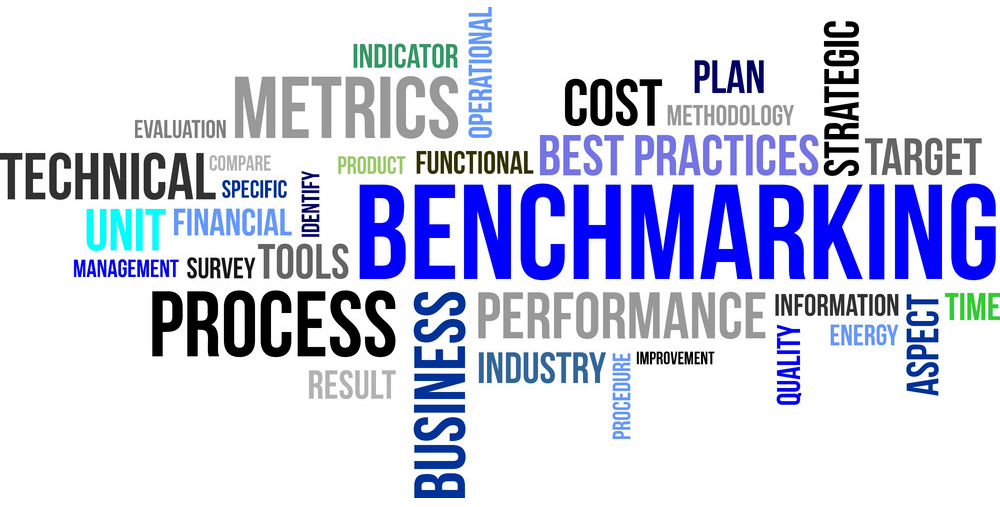 OPERATIONAL
STRATEGIC
INDICATOR
PLAN
METRICS
COST
METHODOLOGY
EVALUATION
BEST PRACTICES
TARGET
TECHNICAL
COMPARE
PRODUCT
FUNCTIONAL
SPECIFIC
IDENTIFY
BENCHMARKING
UNIT
FINANCIAL
TOOLS
MANAGEMENT
SURVEY
PROCESS
BUSINESS
PERFORMANCE
INFORMATION
ASPECT
TIME
ENERGY
QUALITY
INDUSTRY
PROCEDURE
IMPROVEMENT
RESULT